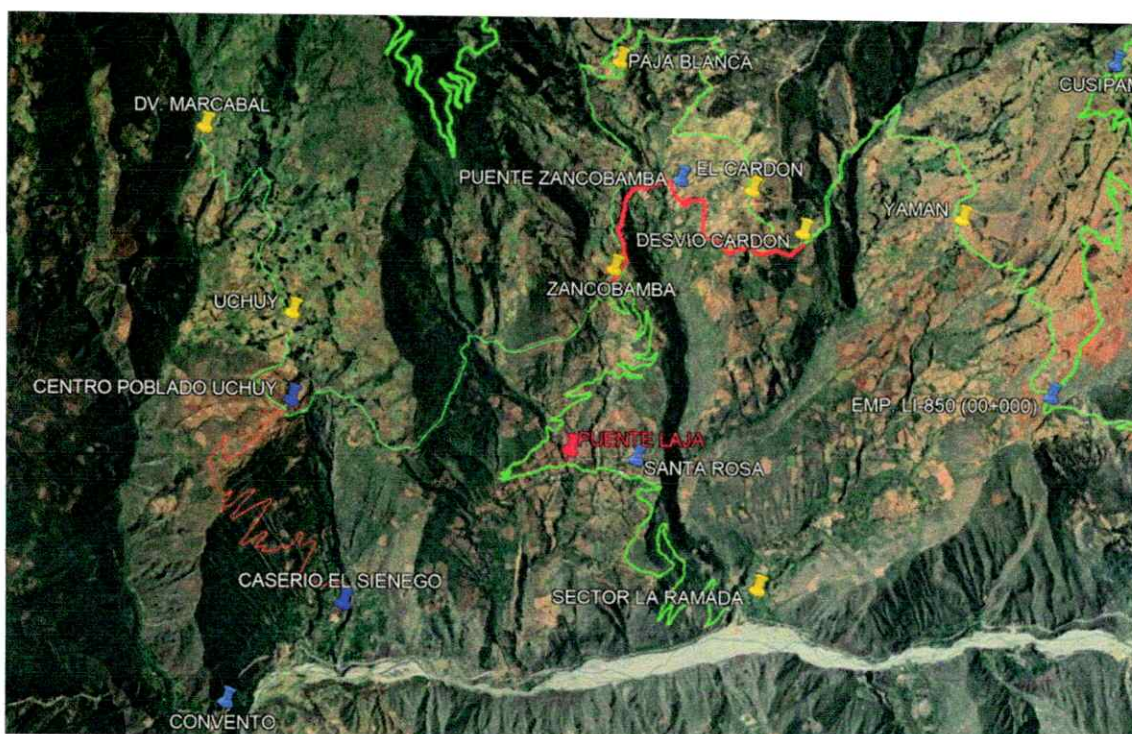 PAJA BLANCA
CUSIPAM
DV. MARCABAL
PUENTE ZANCOBAMBA
EL CARDON
YAMAN
DESVIO CARDON
ZANCOBAMBA
UCHUY
CENTRO POBLADO UCHUY
EMP. LI-850 (00+000)
PUENTE LAJA
SANTA ROSA
CASERIO EL SIENEGO
SECTOR LA RAMADA
CONVENTO